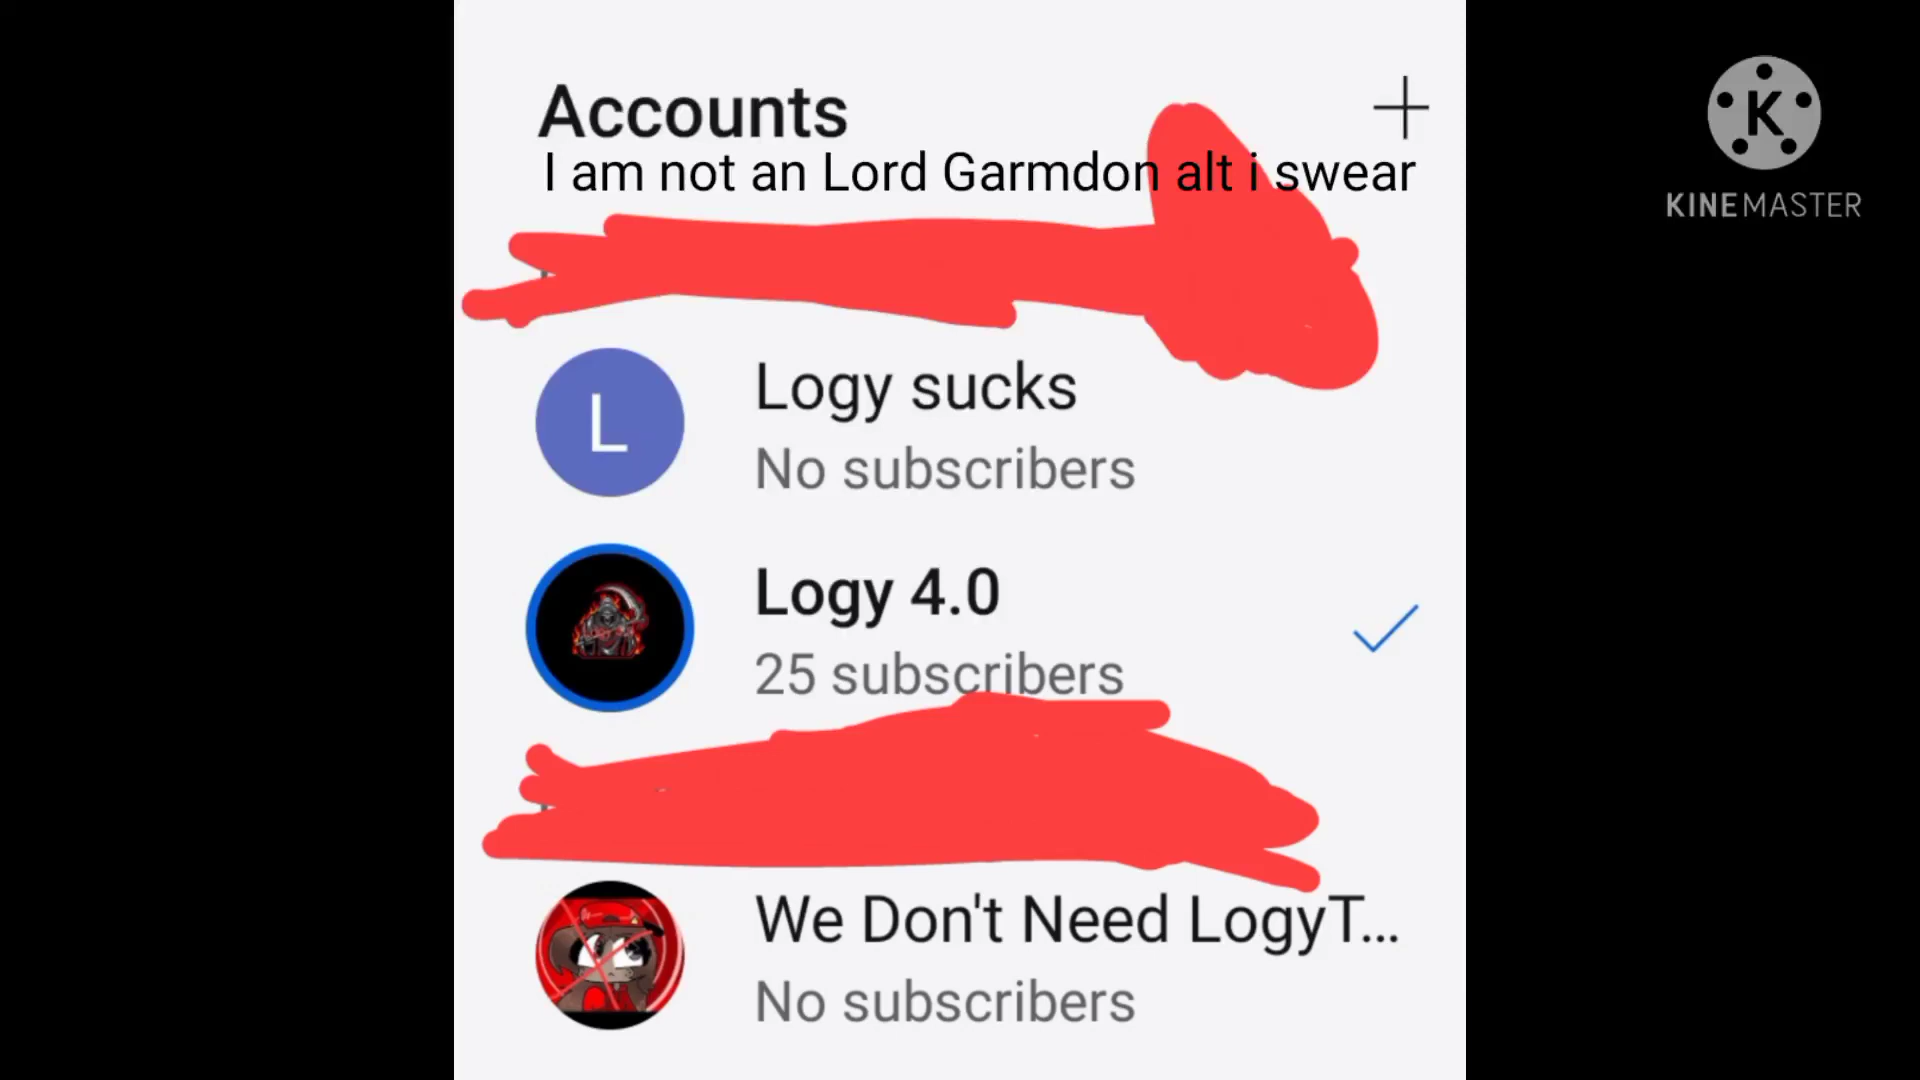 Accounts
I am not an Lord Garmdon alt i swear
L
Logy sucks
No subscribers
Logy 4.0
25 subscribers
We Don't Need LogyT...
No subscribers
K
KINEMASTER